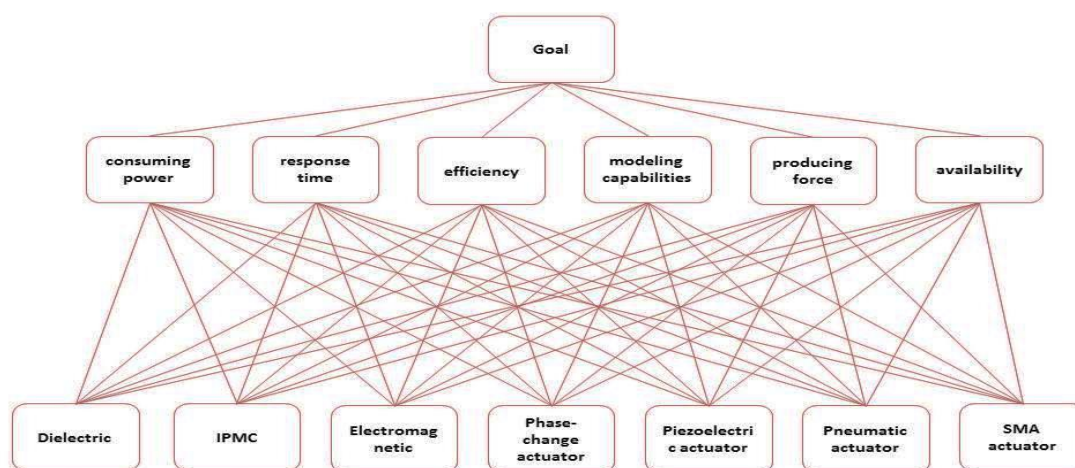 Goal
consuming
power
response
time
efficiency
modeling
capabilities
producing
force
availability
Dielectric
IPMC
Electromag
netic
Phase-
change
actuator
Piezoelectri
c actuator
Pneumatic
actuator
SMA
actuator